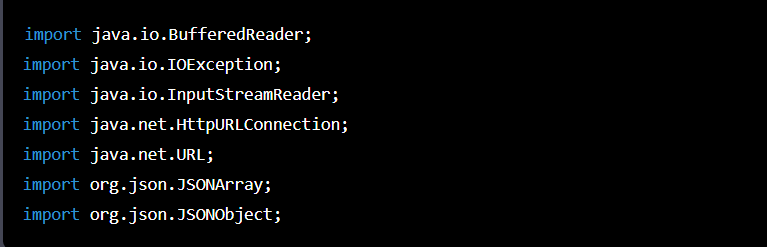 import java.io.BufferedReader;
import java.io.IOException;
import java.io.InputStreamReader;
import java.net.HttpURLConnection;
import java.net.URL;
import org.json.JSONArray;
import org.json.JSONObject;